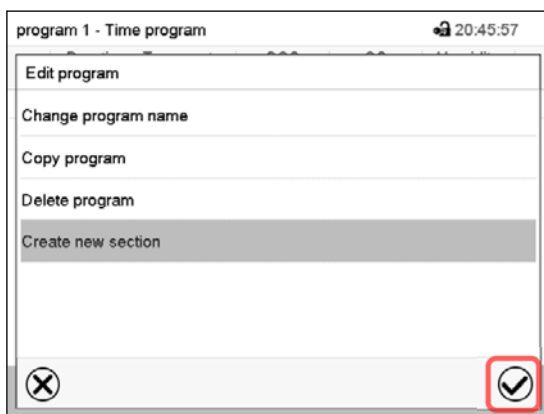 program 1 - Time program 20:45:57
Edit program
Change program name
Copy program
Delete program
Create new section